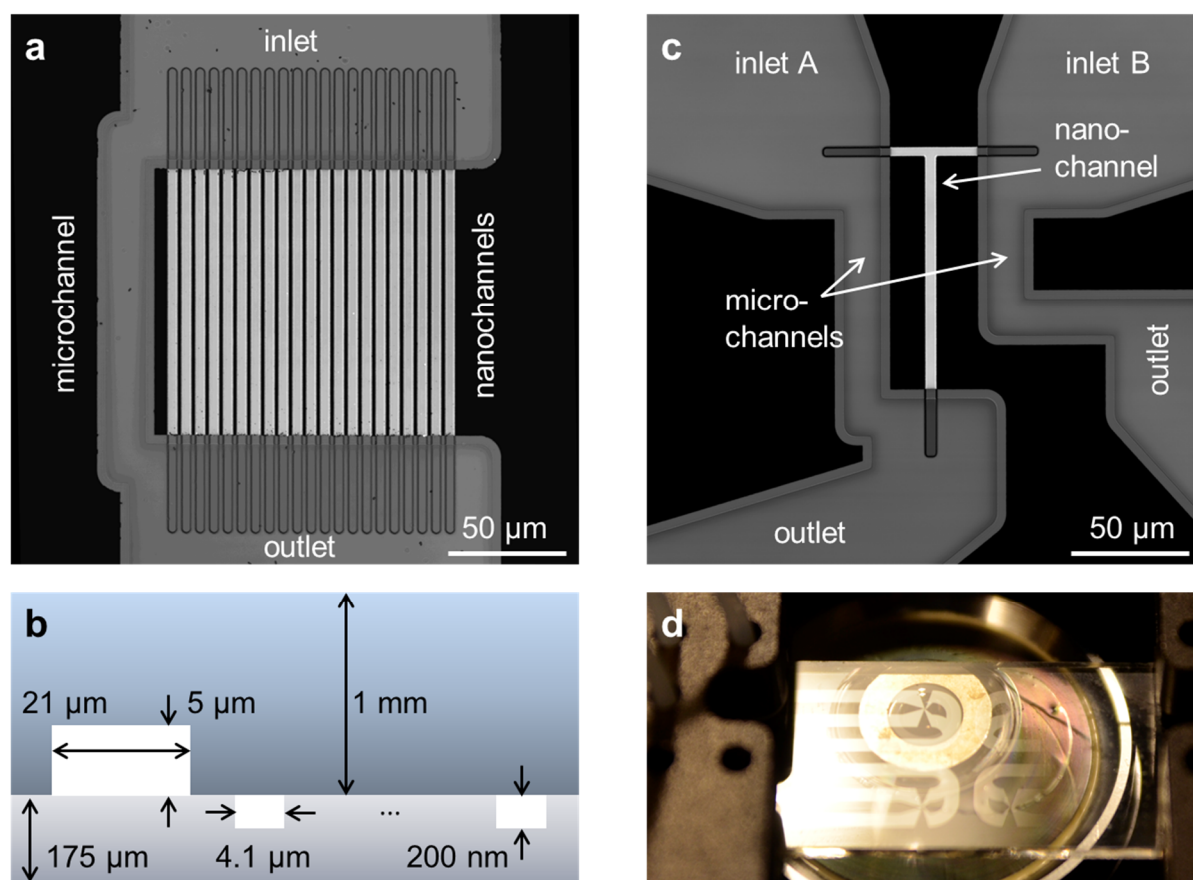 a
inlet
microchannel
nanochannels
50 µm
outlet
b
21 µm
5 µm
1 mm
175 µm
4.1 µm
...
200 nm
c
inlet A
inlet B
nano-
channel
micro-
channels
outlet
outlet
50 µm
d